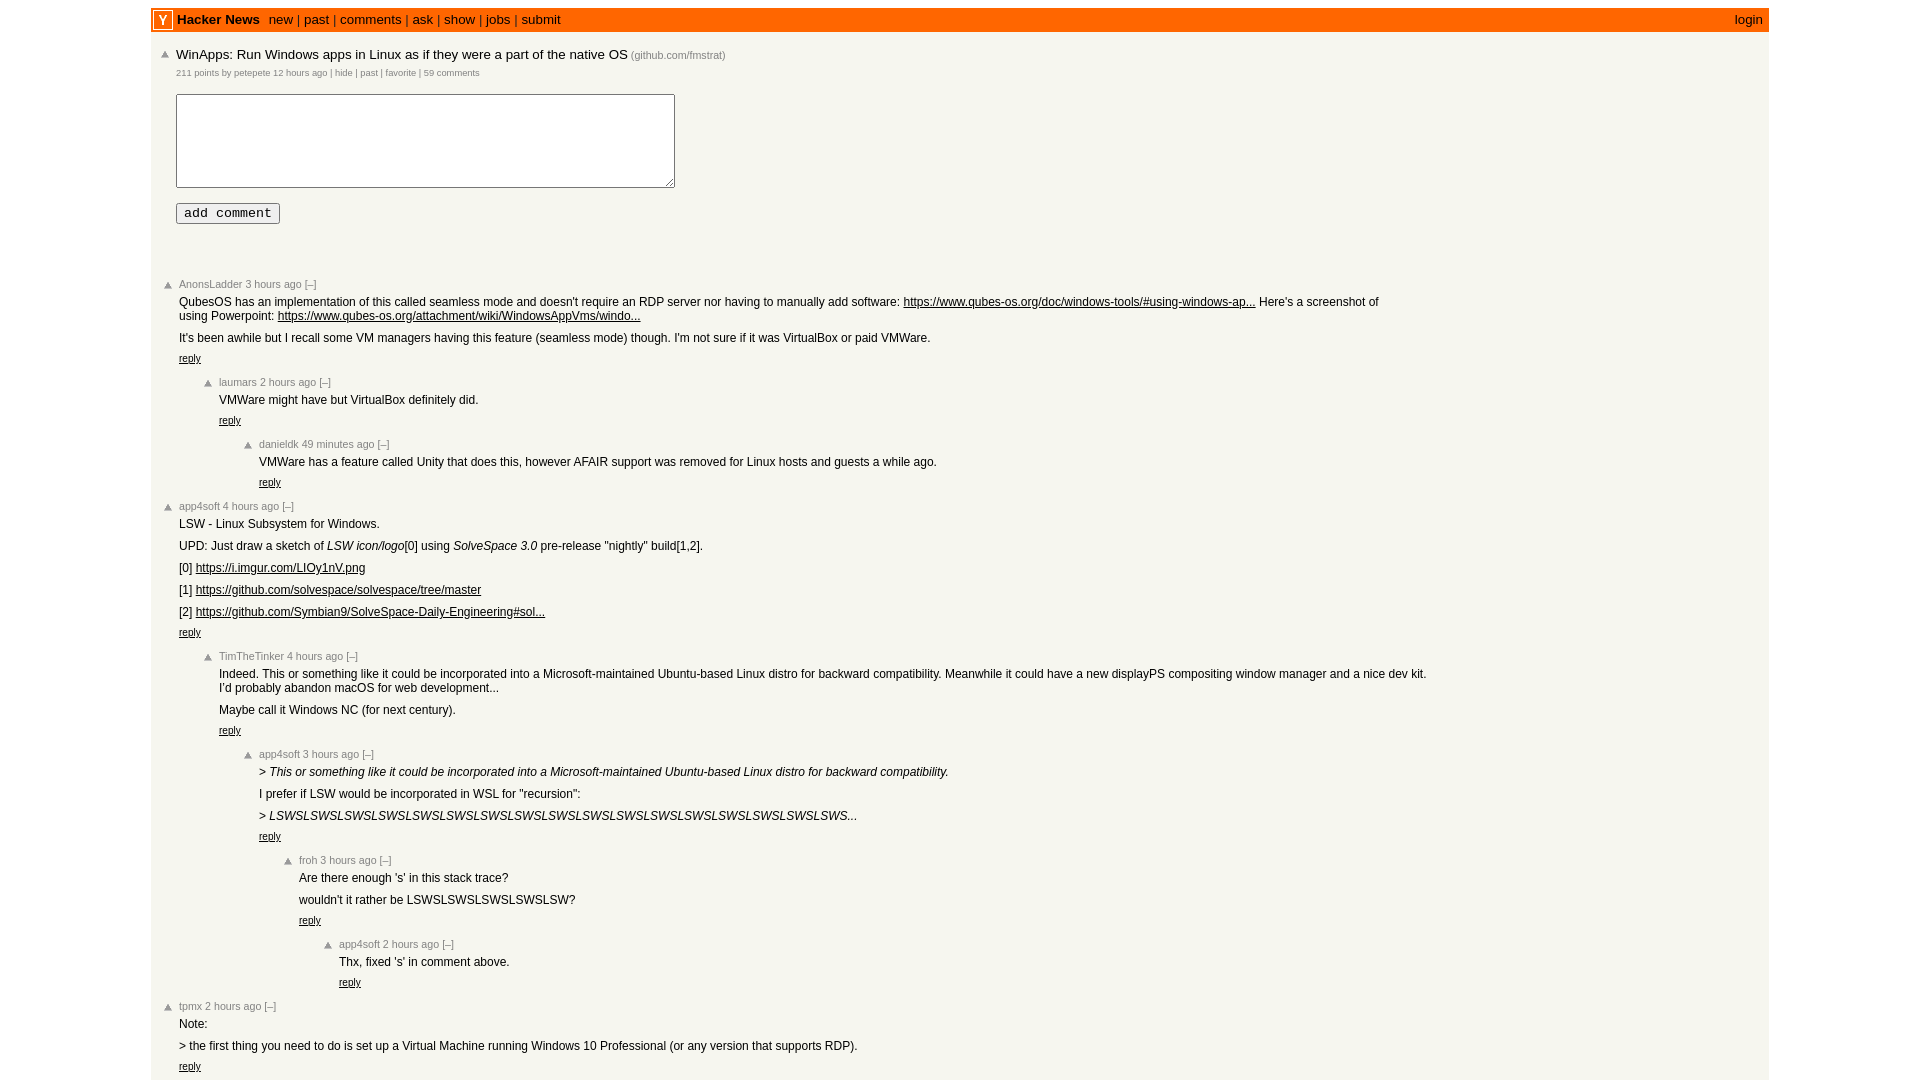 Y Hacker News new | past | comments | ask | show | jobs | submit login
WinApps: Run Windows apps in Linux as if they were a part of the native OS (github.com/fmstrat)
211 points by petepete 12 hours ago | hide | past | favorite | 59 comments
add comment
AnonsLadder 3 hours ago [–]
QubesOS has an implementation of this called seamless mode and doesn't require an RDP server nor having to manually add software: https://www.qubes-os.org/doc/windows-tools/#using-windows-ap... Here's a screenshot of
using Powerpoint: https://www.qubes-os.org/attachment/wiki/WindowsAppVms/windo...
It's been awhile but I recall some VM managers having this feature (seamless mode) though. I'm not sure if it was VirtualBox or paid VMWare.
reply
laumars 2 hours ago [–]
VMWare might have but VirtualBox definitely did.
reply
danieldk 49 minutes ago [–]
VMWare has a feature called Unity that does this, however AFAIR support was removed for Linux hosts and guests a while ago.
reply
app4soft 4 hours ago [–]
LSW - Linux Subsystem for Windows.
UPD: Just draw a sketch of LSW icon/logo[0] using SolveSpace 3.0 pre-release "nightly" build[1,2].
[0] https://i.imgur.com/LIOy1nV.png
[1] https://github.com/solvespace/solvespace/tree/master
[2] https://github.com/Symbian9/SolveSpace-Daily-Engineering#sol...
reply
TimTheTinker 4 hours ago [–]
Indeed. This or something like it could be incorporated into a Microsoft-maintained Ubuntu-based Linux distro for backward compatibility. Meanwhile it could have a new displayPS compositing window manager and a nice dev kit.
I'd probably abandon macOS for web development...
Maybe call it Windows NC (for next century).
reply
app4soft 3 hours ago [–]
> This or something like it could be incorporated into a Microsoft-maintained Ubuntu-based Linux distro for backward compatibility.
I prefer if LSW would be incorporated in WSL for "recursion":
> LSWSLSWSLSWSLSWSLSWSLSWSLSWSLSWSLSWSLSWSLSWSLSWSLSWSLSWSLSWSLSWS...
reply
froh 3 hours ago [–]
Are there enough 's' in this stack trace?
wouldn't it rather be LSWSLSWSLSWSLSWSLSW?
reply
app4soft 2 hours ago [–]
Thx, fixed 's' in comment above.
reply
tpmx 2 hours ago [–]
Note:
> the first thing you need to do is set up a Virtual Machine running Windows 10 Professional (or any version that supports RDP).
reply